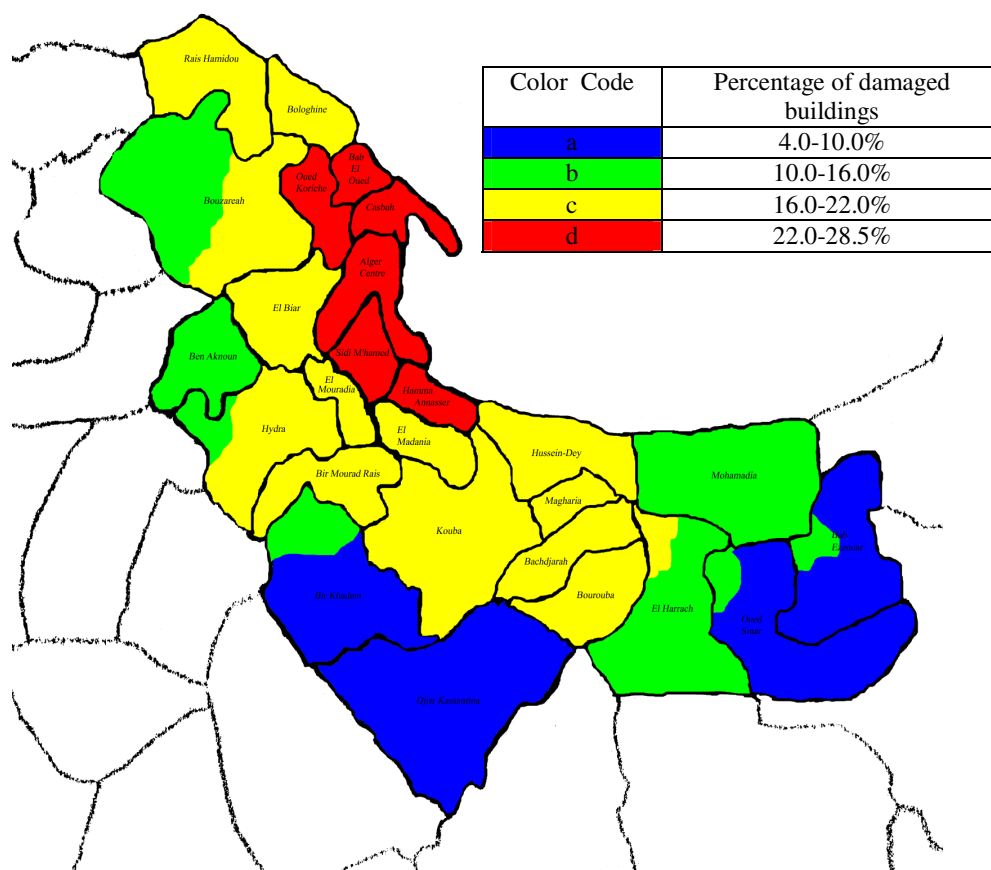 Color Code
Percentage of damaged
buildings
a
4.0-10.0%
b
10.0-16.0%
c
16.0-22.0%
d
22.0-28.5%
Rais Hamidou
Bologhine
Bab
El
Oued
Oued
Koriche
Casbah
Bouzareah
Alger
Centre
El Biar
Ben Aknoun
Sidi M'hamed
El
Mouradia
Hamma
Annasser
Hydra
El
Madania
Hussein-Dey
Bir Mourad Rais
Mohamadia
Magharia
Kouba
Bab
Ezzouar
Bachdjarah
Bourouba
Bir Khadem
El Harrach
Oued
Smar
Djasr Kasentina